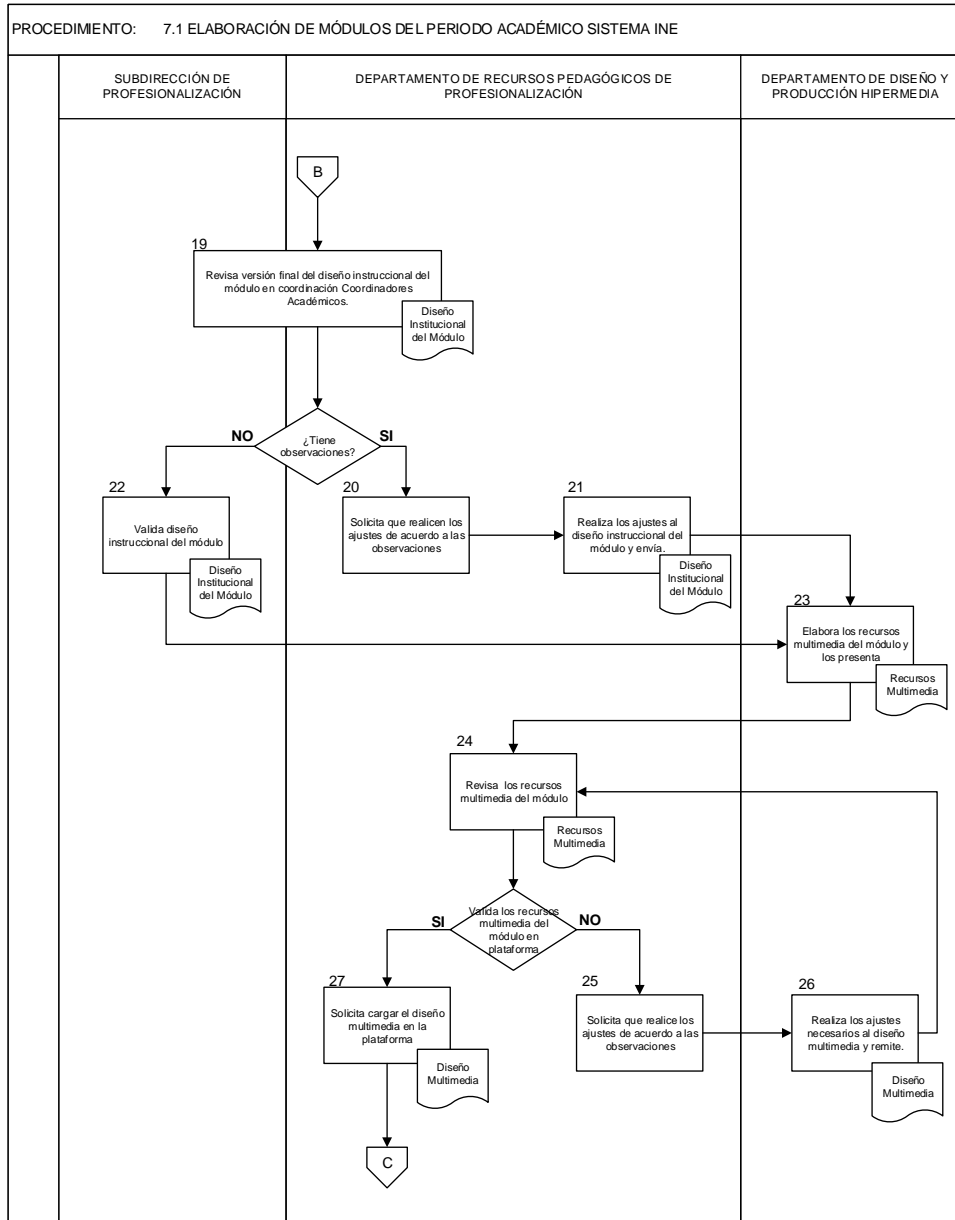 PROCEDIMIENTO: 7.1 ELABORACIÓN DE MÓDULOS DEL PERIODO ACADÉMICO SISTEMA INE
SUBDIRECCIÓN DE
PROFESIONALIZACIÓN
DEPARTAMENTO DE RECURSOS PEDAGÓGICOS DE
PROFESIONALIZACIÓN
DEPARTAMENTO DE DISEÑO Y
PRODUCCIÓN HIPERMEDIA
B
19
Revisa versión final del diseño instruccional del
módulo en coordinación Coordinadores
Académicos.
Diseño
Institucional
del Módulo
¿Tiene
observaciones?
NO
SI
22
Valida diseño
instruccional del módulo
Diseño
Institucional
del Módulo
20
Solicita que realicen los
ajustes de acuerdo a las
observaciones
21
Realiza los ajustes al
diseño instruccional del
módulo y envía.
Diseño
Institucional
del Módulo
23
Elabora los recursos
multimedia del módulo y
los presenta
Recursos
Multimedia
24
Revisa los recursos
multimedia del módulo
Recursos
Multimedia
Valida los recursos
multimedia del
módulo en
plataforma
SI
NO
27
Solicita cargar el diseño
multimedia en la
plataforma
Diseño
Multimedia
25
Solicita que realice los
ajustes de acuerdo a las
observaciones
26
Realiza los ajustes
necesarios al diseño
multimedia y remite.
Diseño
Multimedia
C